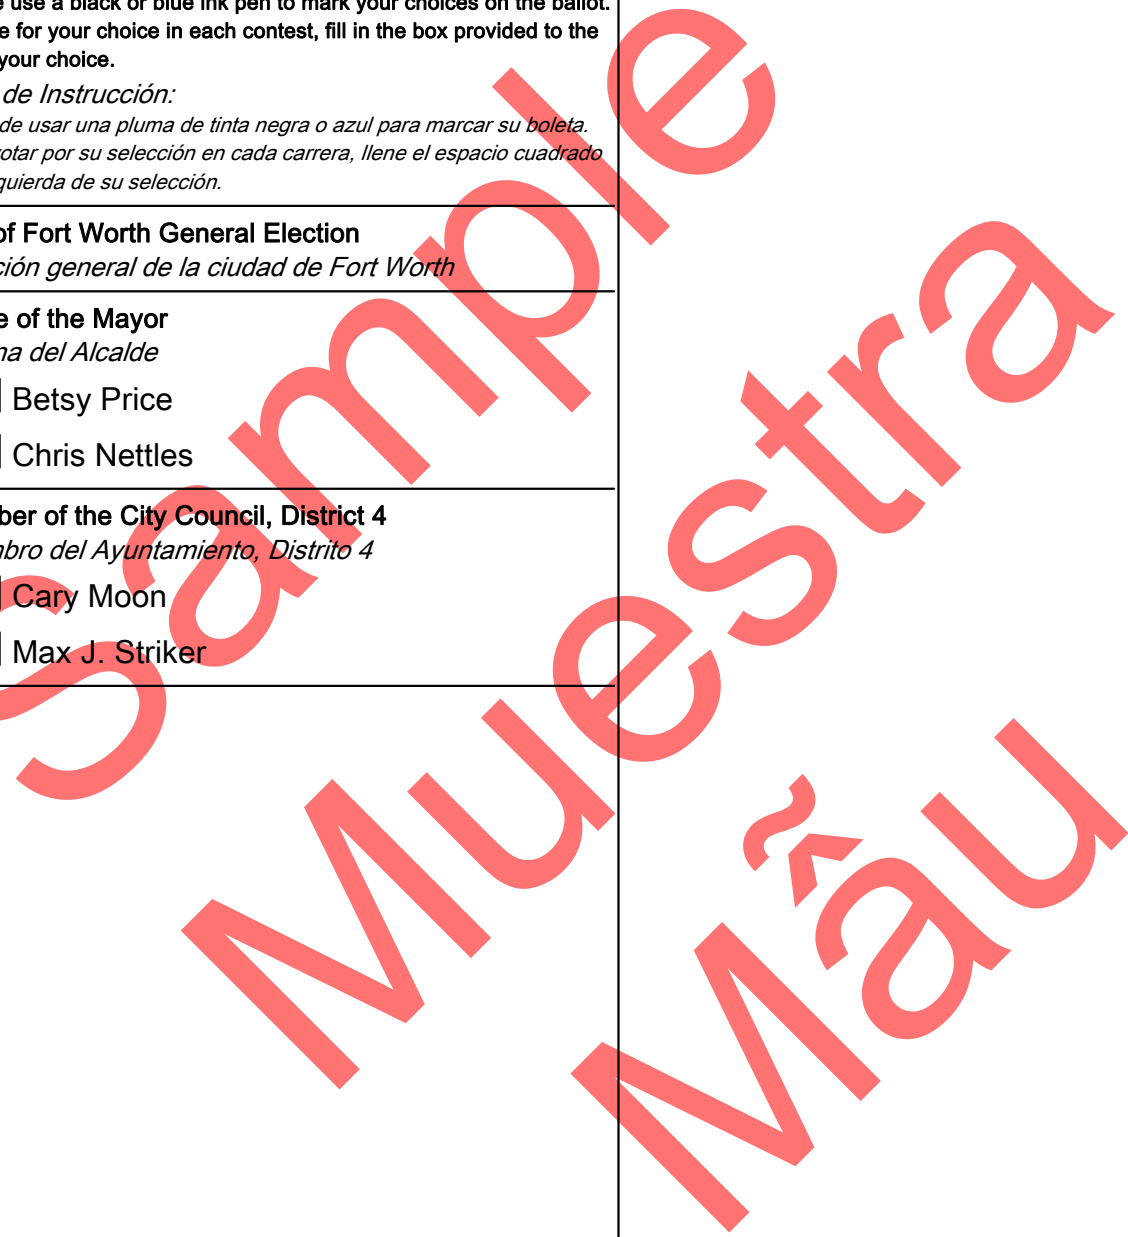 use a black or blue ink pen to mark your choices on the ballot.
for your choice in each contest, fill in the box provided to the
your choice.
de Instrucción:
de usar una pluma de tinta negra o azul para marcar su boleta.
votar por su selección en cada carrera, llene el espacio cuadrado
quierda de su selección.
of Fort Worth General Election
ción general de la ciudad de Fort Worth
e of the Mayor
na del Alcalde
Betsy Price
Chris Nettles
ber of the City Council, District 4
nbro del Ayuntamiento, Distrito 4
Cary Moon
Max J. Striker
Sample
Muestra
Mẫu